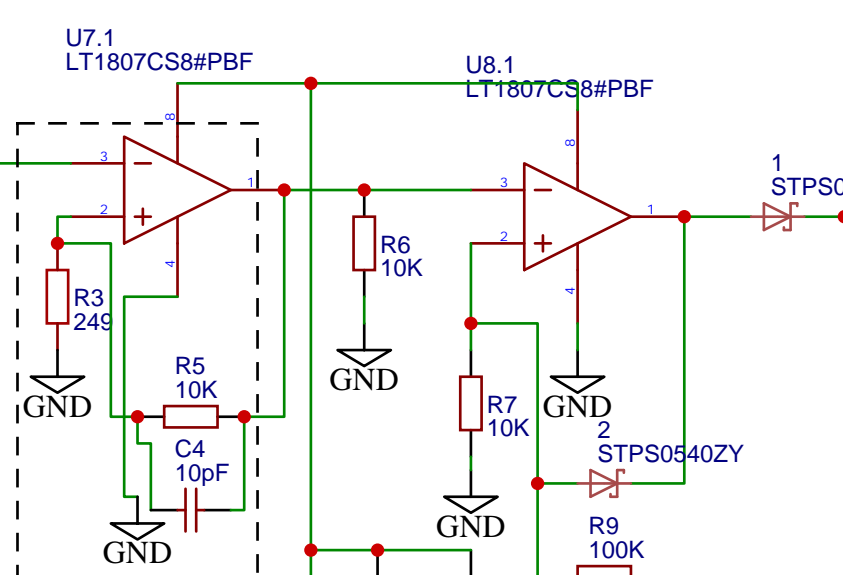 U7.1
LT1807CS8#PBF
U8.1
LT1807CS8#PBF
8
8
3
1
2
4
3
1
2
4
1
STPS0
R3
249
GND
R6
10K
GND
R5
10K
C4
10pF
GND
R7
10K
GND
GND
2
STPS0540ZY
R9
100K